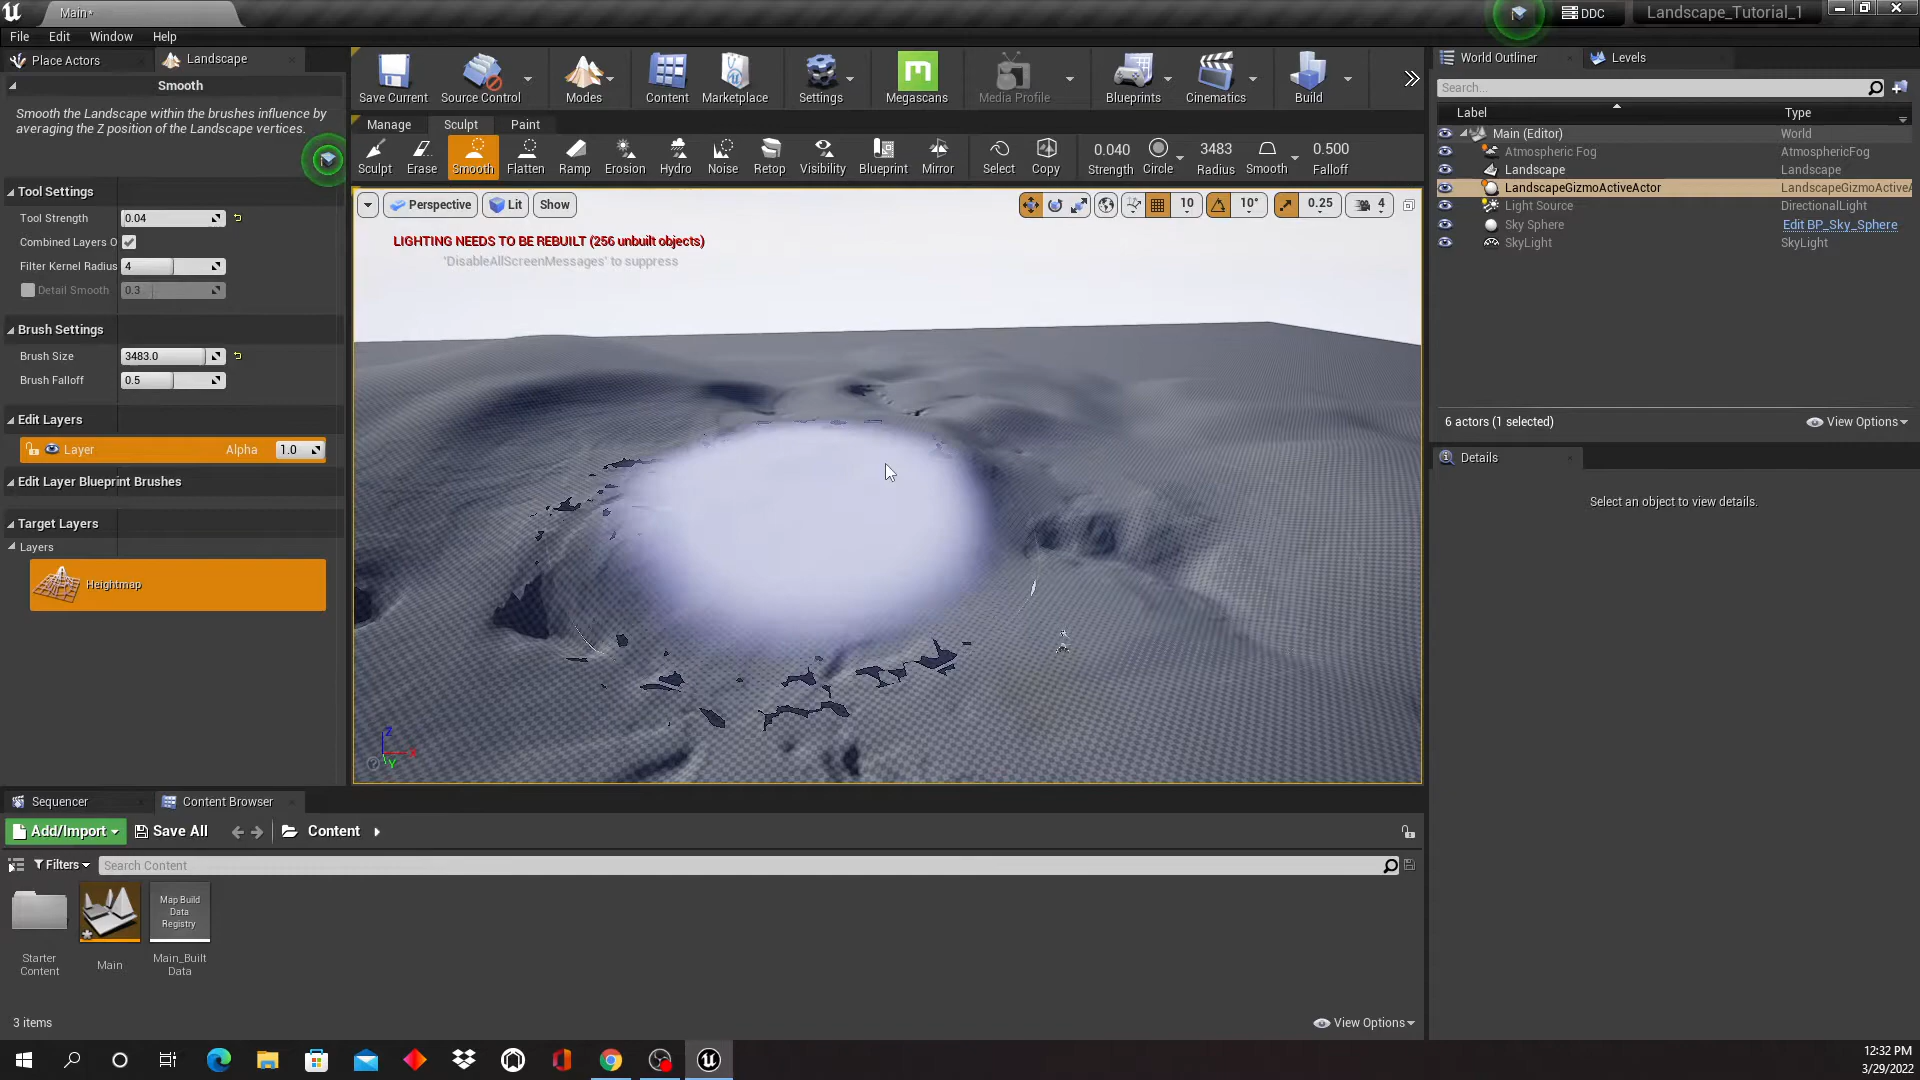 Main*
DDC
Landscape_Tutorial_1
File Edit Window Help
Place Actors
Landscape
Smooth
Smooth the Landscape within the brushes influence by
averaging the Z position of the Landscape vertices.
Tool Settings
Tool Strength 0.04
Combined Layers O
Filter Kernel Radius 4
Detail Smooth 0.3
Brush Settings
Brush Size 3483.0
Brush Falloff 0.5
Edit Layers
Layer Alpha 1.0
Edit Layer Blueprint Brushes
Target Layers
Layers
Heightmap
Save Current Source Control Modes Content Marketplace Settings Megascans Media Profile Blueprints Cinematics Build
Manage Sculpt Paint
0.040 3483 0.500
Sculpt Erase Smooth Flatten Ramp Erosion Hydro Noise Retop Visibility Blueprint Mirror Select Copy Strength Circle Radius Smooth Falloff
Perspective Lit Show 10 10° 0.25 4
LIGHTING NEEDS TO BE REBUILT (256 unbuilt objects)
'DisableAllScreenMessages' to suppress
Z
X
Y
World Outliner
Levels
Search...
Label Type
Main (Editor) World
Atmospheric Fog AtmosphericFog
Landscape Landscape
LandscapeGizmoActiveActor LandscapeGizmoActiveA
Light Source DirectionalLight
Sky Sphere Edit BP_Sky_Sphere
SkyLight SkyLight
6 actors (1 selected)
View Options
Details
Select an object to view details.
Sequencer
Content Browser
Add/Import Save All Content
Filters
Search Content
Starter
Content
Main
Map Build
Data
Registry
Main_Built
Data
3 items
View Options
12:32 PM
3/29/2022